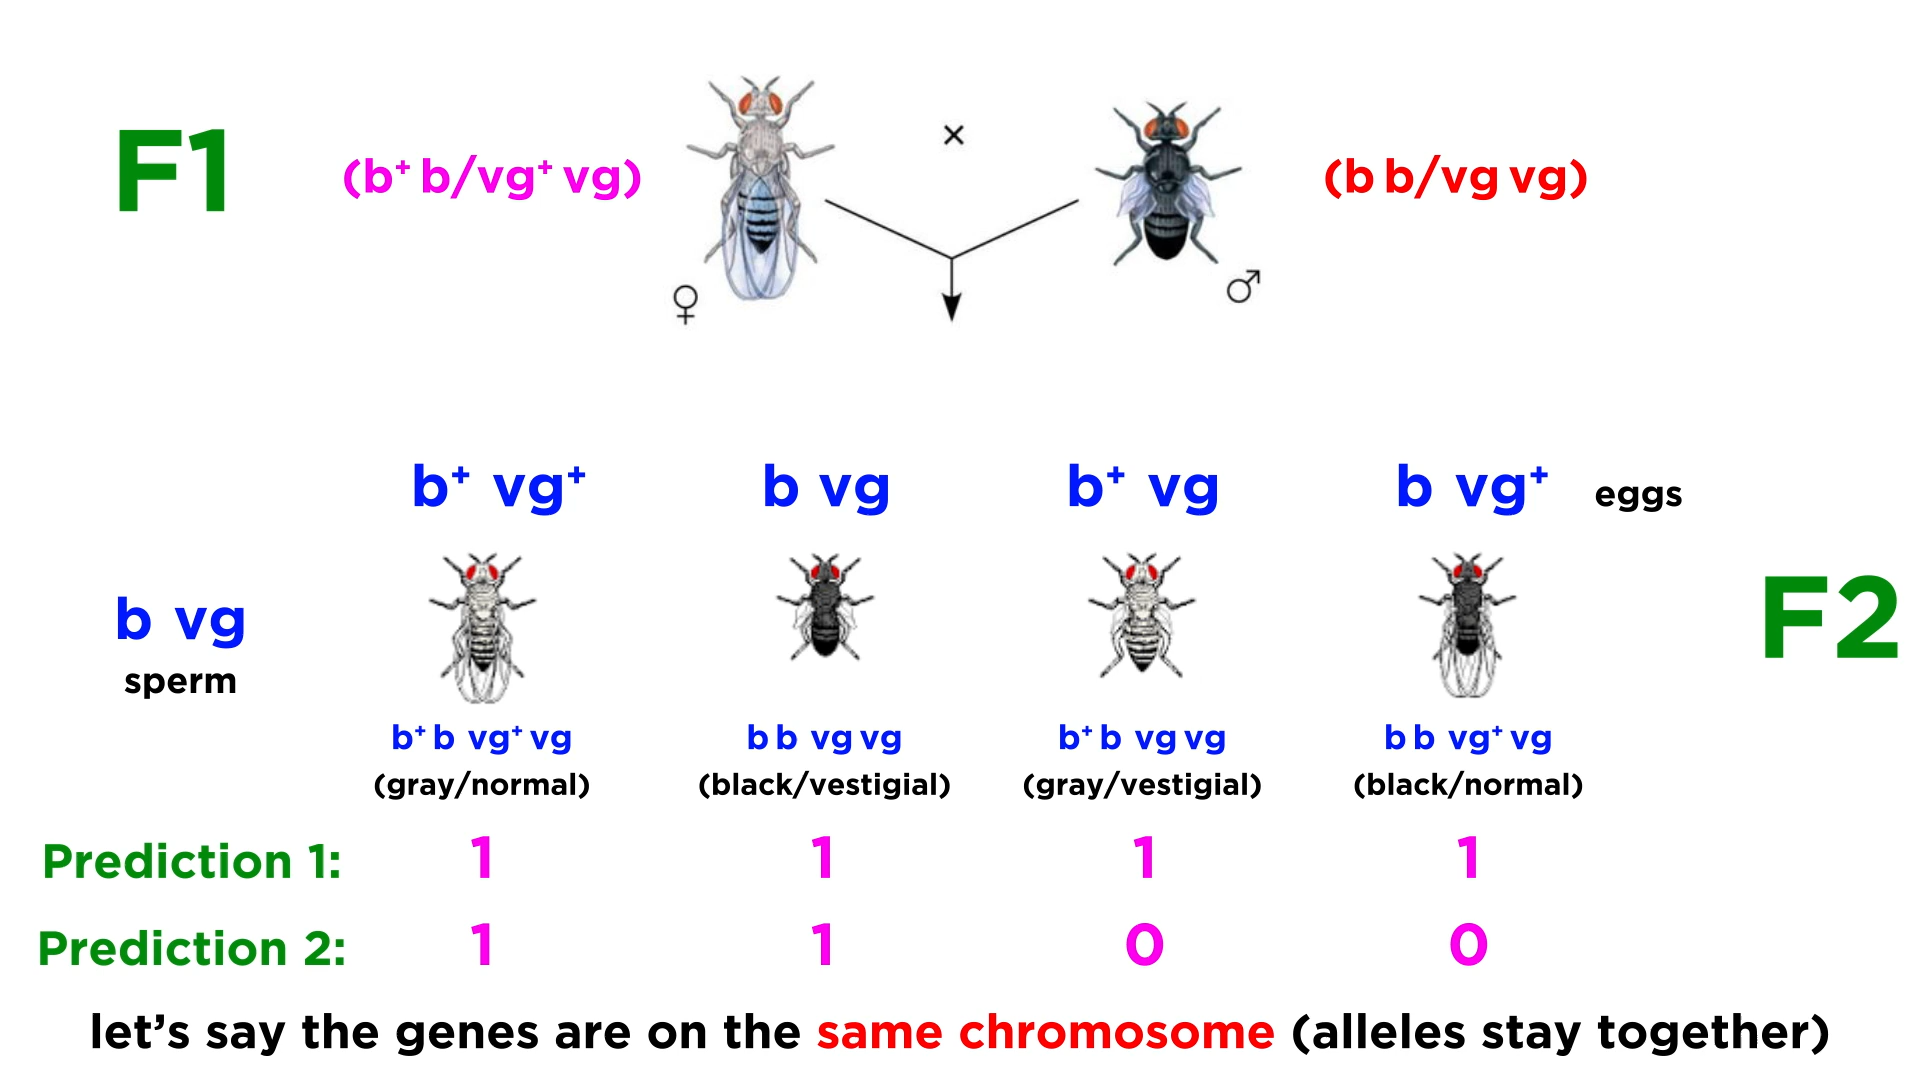 F1
(b⁺ b/vg⁺ vg)
×
(b b/vg vg)
♀
♂
b⁺ vg⁺
b vg
b⁺ vg
b vg⁺
eggs
b vg
sperm
F2
b⁺ b vg⁺ vg
b b vg vg
b⁺ b vg vg
b b vg⁺ vg
(gray/normal)
(black/vestigial)
(gray/vestigial)
(black/normal)
Prediction 1: 1 1 1 1
Prediction 2: 1 1 0 0
let’s say the genes are on the same chromosome (alleles stay together)